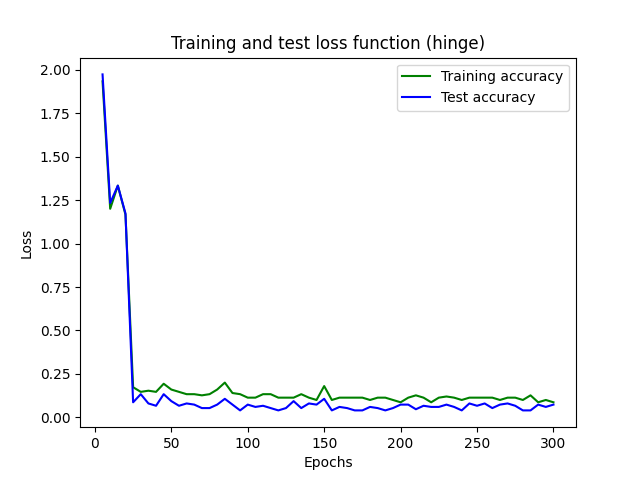 Training and test loss function (hinge)
Training accuracy
Test accuracy
2.00
1.75
1.50
1.25
1.00
0.75
0.50
0.25
0.00
Loss
0 50 100 150 200 250 300
Epochs